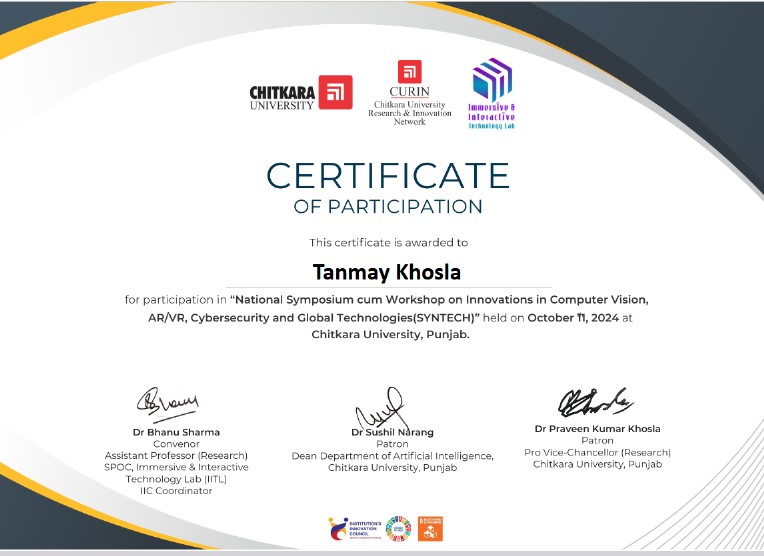 CHITKARA
UNIVERSITY
CURIN
Chitkara University
Research & Innovation
Network
Immersive &
Interactive
Technology Lab
CERTIFICATE
OF PARTICIPATION
This certificate is awarded to
Tanmay Khosla
for participation in “National Symposium cum Workshop on Innovations in Computer Vision,
AR/VR, Cybersecurity and Global Technologies(SYNTECH)” held on October 11, 2024 at
Chitkara University, Punjab.
Dr Bhanu Sharma
Convenor
Assistant Professor (Research)
SPOC, Immersive & Interactive
Technology Lab (IITL)
IIC Coordinator
Dr Sushil Narang
Patron
Dean Department of Artificial Intelligence,
Chitkara University, Punjab
Dr Praveen Kumar Khosla
Patron
Pro Vice-Chancellor (Research)
Chitkara University, Punjab
INSTITUTION'S
INNOVATION
COUNCIL